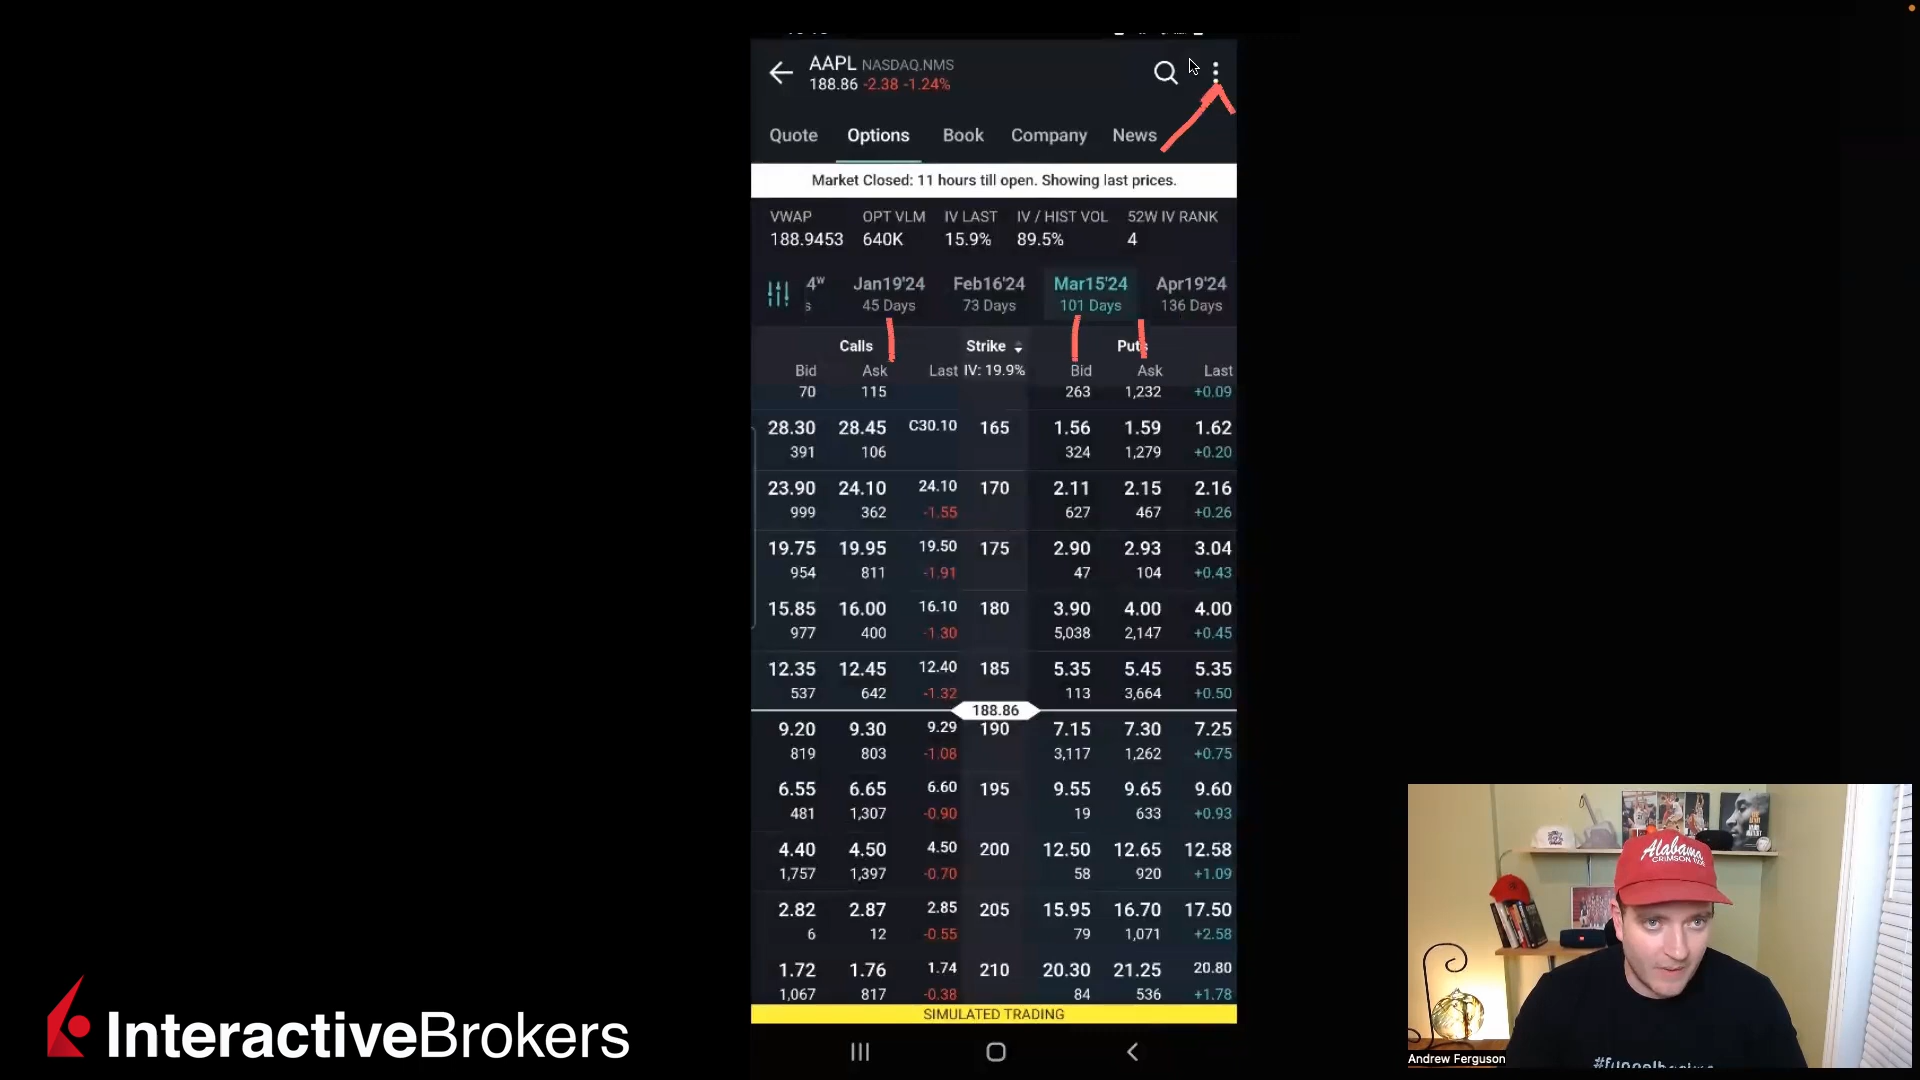 AAPL NASDAQ.NMS
188.86 -2.38 -1.24%
Quote Options Book Company News
Market Closed: 11 hours till open. Showing last prices.
VWAP OPT VLM IV LAST IV / HIST VOL 52W IV RANK
188.9453 640K 15.9% 89.5% 4
4ᵂ Jan19'24 Feb16'24 Mar15'24 Apr19'24
s 45 Days 73 Days 101 Days 136 Days
Calls Strike Puts
Bid Ask Last IV: 19.9% Bid Ask Last
70 115 263 1,232 +0.09
28.30 28.45 C30.10 165 1.56 1.59 1.62
391 106 324 1,279 +0.20
23.90 24.10 24.10 170 2.11 2.15 2.16
999 362 -1.55 627 467 +0.26
19.75 19.95 19.50 175 2.90 2.93 3.04
954 811 -1.91 47 104 +0.43
15.85 16.00 16.10 180 3.90 4.00 4.00
977 400 -1.30 5,038 2,147 +0.45
12.35 12.45 12.40 185 5.35 5.45 5.35
537 642 -1.32 113 3,664 +0.50
188.86
9.20 9.30 9.29 190 7.15 7.30 7.25
819 803 -1.08 3,117 1,262 +0.75
6.55 6.65 6.60 195 9.55 9.65 9.60
481 1,307 -0.90 19 633 +0.93
4.40 4.50 4.50 200 12.50 12.65 12.58
1,757 1,397 -0.70 58 920 +1.09
2.82 2.87 2.85 205 15.95 16.70 17.50
6 12 -0.55 79 1,071 +2.58
1.72 1.76 1.74 210 20.30 21.25 20.80
1,067 817 -0.38 84 536 +1.78
SIMULATED TRADING
InteractiveBrokers
Alabama
CRIMSON TIDE
Andrew Ferguson